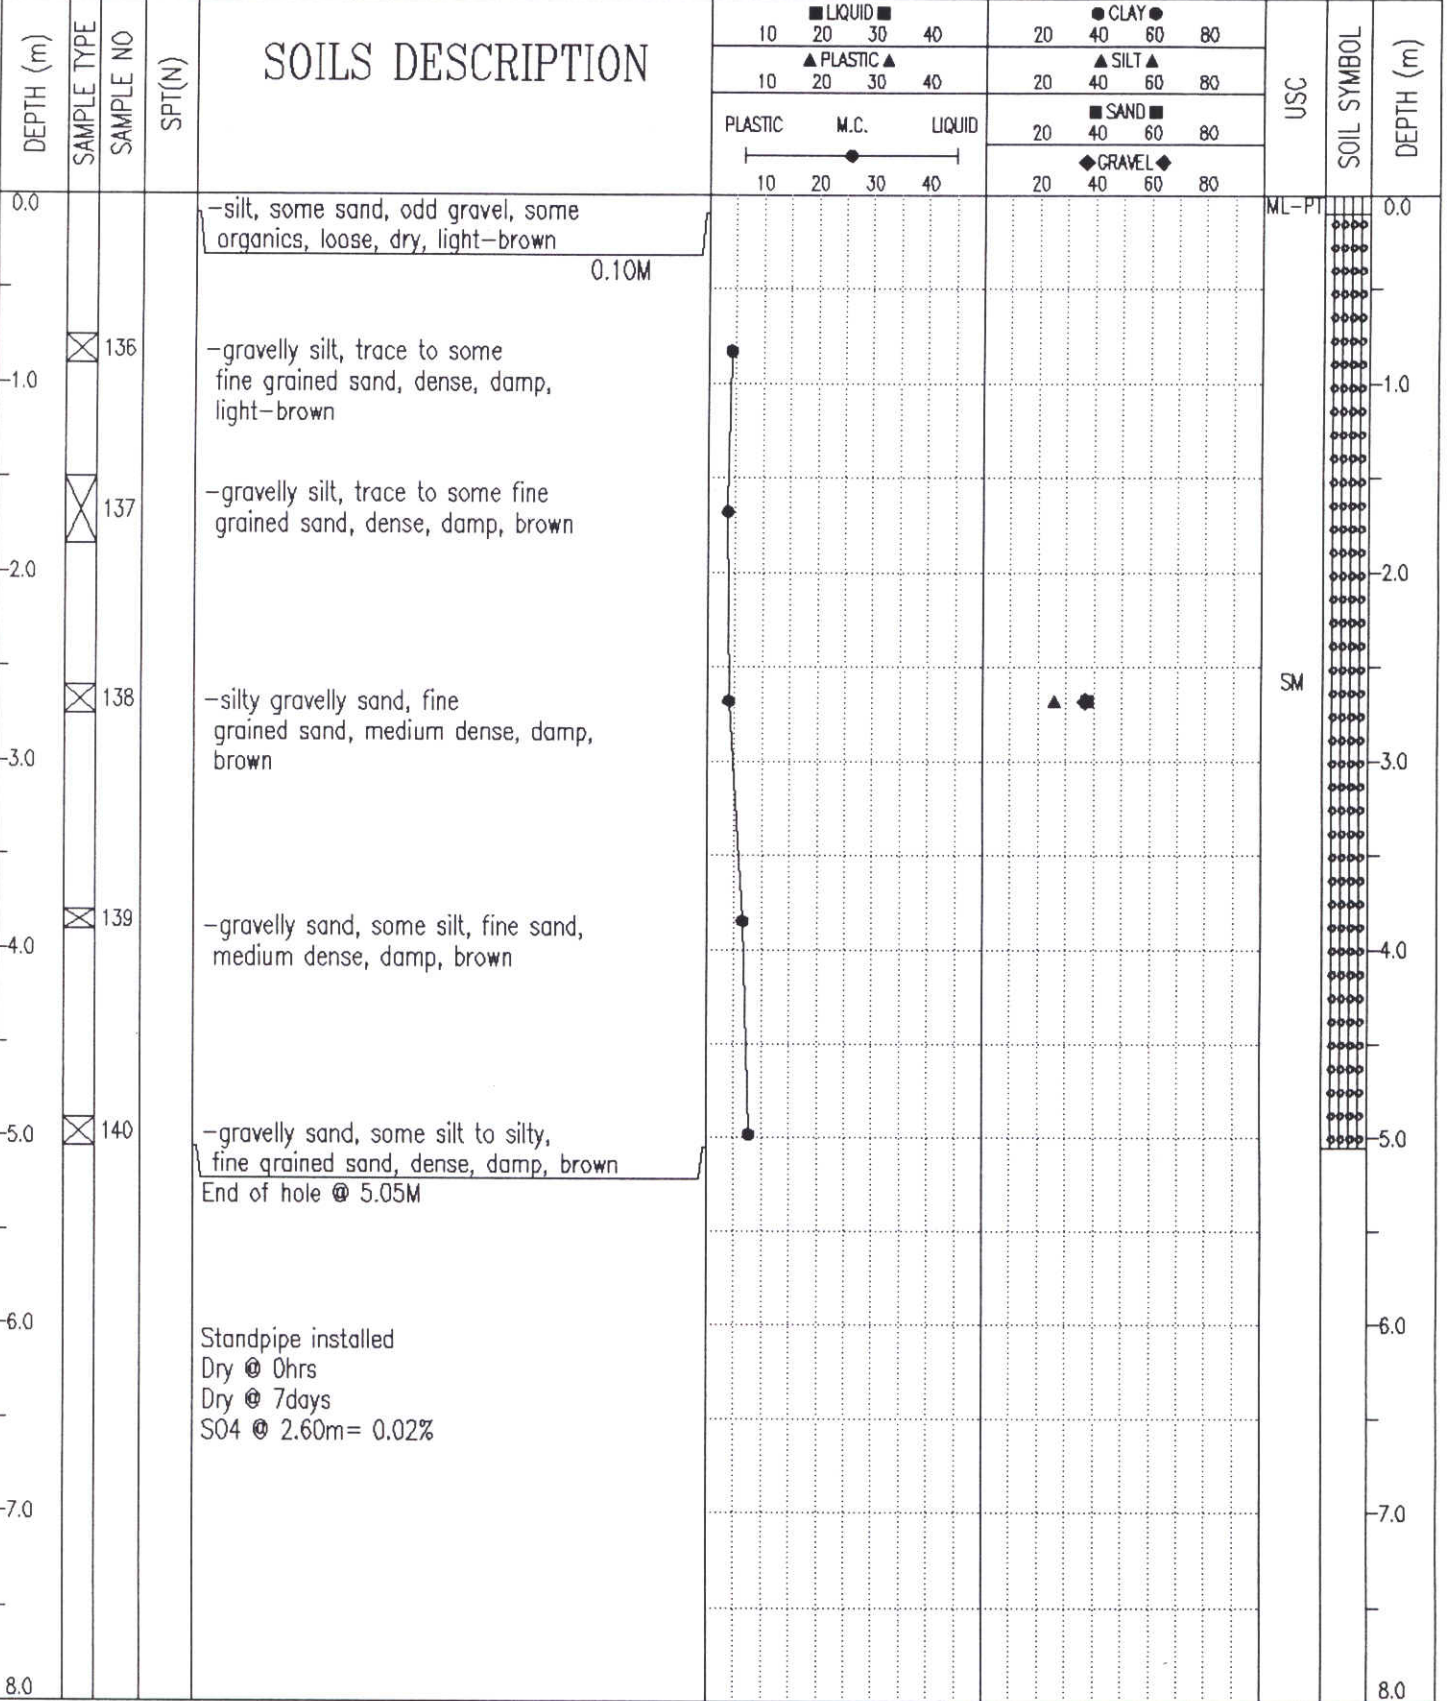 DEPTH (m)
SAMPLE TYPE
SAMPLE NO
SPT(N)
SOILS DESCRIPTION
■ LIQUID ■
10 20 30 40
▲ PLASTIC ▲
10 20 30 40
PLASTIC M.C. LIQUID
10 20 30 40
● CLAY ●
20 40 60 80
▲ SILT ▲
20 40 60 80
■ SAND ■
20 40 60 80
◆GRAVEL◆
20 40 60 80
USC
SOIL SYMBOL
DEPTH (m)
0.0
-silt, some sand, odd gravel, some
organics, loose, dry, light-brown
0.10M
ML-PT
0.0
136
-gravelly silt, trace to some
fine grained sand, dense, damp,
light-brown
-1.0
-1.0
137
-gravelly silt, trace to some fine
grained sand, dense, damp, brown
-2.0
-2.0
138
-silty gravelly sand, fine
grained sand, medium dense, damp,
brown
SM
-3.0
-3.0
139
-gravelly sand, some silt, fine sand,
medium dense, damp, brown
-4.0
-4.0
140
-gravelly sand, some silt to silty,
fine grained sand, dense, damp, brown
-5.0
-5.0
End of hole @ 5.05M
-6.0
-6.0
Standpipe installed
Dry @ 0hrs
Dry @ 7days
SO4 @ 2.60m= 0.02%
-7.0
-7.0
8.0
8.0